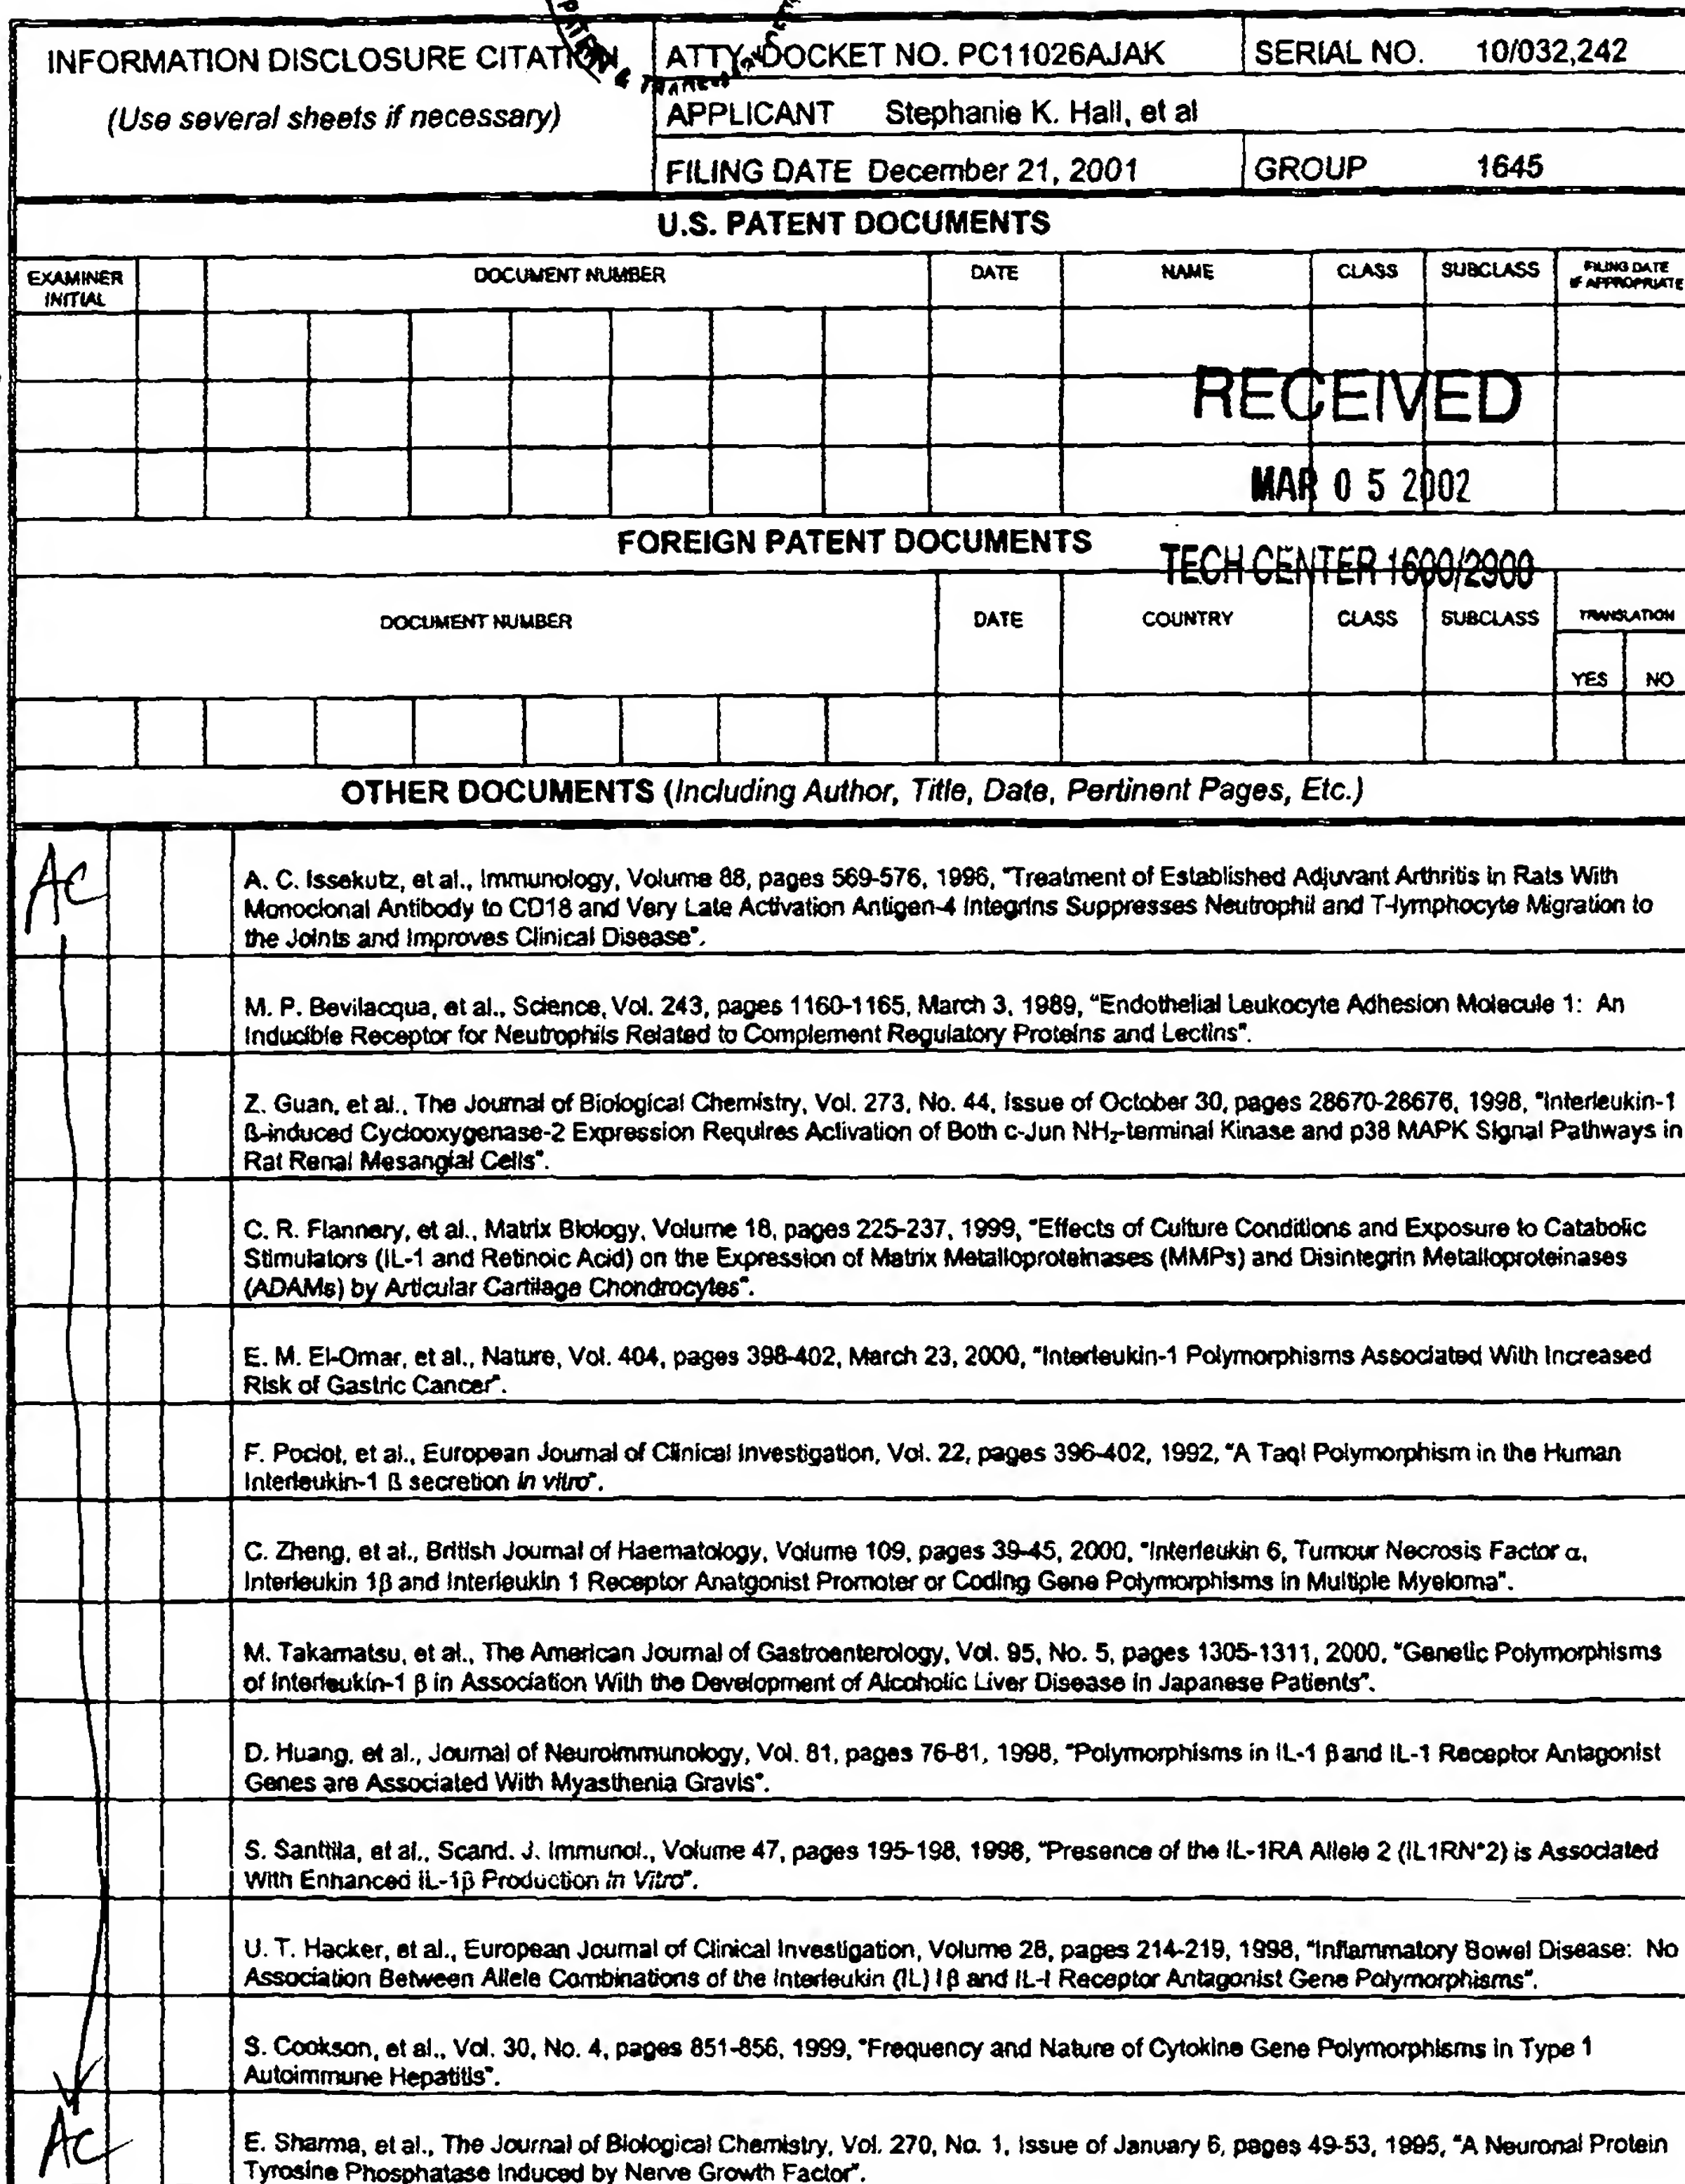 INFORMATION DISCLOSURE CITATION
(Use several sheets if necessary)
ATTY. DOCKET NO. PC11026AJAK
SERIAL NO. 10/032,242
APPLICANT Stephanie K. Hall, et al
FILING DATE December 21, 2001
GROUP 1645
PATENT & TRADEMARK
U.S. PATENT DOCUMENTS
EXAMINER INITIAL
DOCUMENT NUMBER
DATE
NAME
CLASS
SUBCLASS
FILING DATE IF APPROPRIATE
RECEIVED
MAR 05 2002
TECH CENTER 1600/2900
FOREIGN PATENT DOCUMENTS
DOCUMENT NUMBER
DATE
COUNTRY
CLASS
SUBCLASS
TRANSLATION
YES
NO
OTHER DOCUMENTS (Including Author, Title, Date, Pertinent Pages, Etc.)
AC
A. C. Issekutz, et al., Immunology, Volume 88, pages 569-576, 1996, "Treatment of Established Adjuvant Arthritis in Rats With
Monoclonal Antibody to CD18 and Very Late Activation Antigen-4 Integrins Suppresses Neutrophil and T-lymphocyte Migration to
the Joints and Improves Clinical Disease".
M. P. Bevilacqua, et al., Science, Vol. 243, pages 1160-1165, March 3, 1989, "Endothelial Leukocyte Adhesion Molecule 1: An
Inducible Receptor for Neutrophils Related to Complement Regulatory Proteins and Lectins".
Z. Guan, et al., The Journal of Biological Chemistry, Vol. 273, No. 44, Issue of October 30, pages 28670-28676, 1998, "Interleukin-1
ß-induced Cyclooxygenase-2 Expression Requires Activation of Both c-Jun NH₂-terminal Kinase and p38 MAPK Signal Pathways in
Rat Renal Mesangial Cells".
C. R. Flannery, et al., Matrix Biology, Volume 18, pages 225-237, 1999, "Effects of Culture Conditions and Exposure to Catabolic
Stimulators (IL-1 and Retinoic Acid) on the Expression of Matrix Metalloproteinases (MMPs) and Disintegrin Metalloproteinases
(ADAMs) by Articular Cartilage Chondrocytes".
E. M. El-Omar, et al., Nature, Vol. 404, pages 398-402, March 23, 2000, "Interleukin-1 Polymorphisms Associated With Increased
Risk of Gastric Cancer".
F. Pociot, et al., European Journal of Clinical Investigation, Vol. 22, pages 396-402, 1992, "A TaqI Polymorphism in the Human
Interleukin-1 ß secretion in vitro".
C. Zheng, et al., British Journal of Haematology, Volume 109, pages 39-45, 2000, "Interleukin 6, Tumour Necrosis Factor α,
Interleukin 1β and Interleukin 1 Receptor Anatgonist Promoter or Coding Gene Polymorphisms in Multiple Myeloma".
M. Takamatsu, et al., The American Journal of Gastroenterology, Vol. 95, No. 5, pages 1305-1311, 2000, "Genetic Polymorphisms
of Interleukin-1 β in Association With the Development of Alcoholic Liver Disease in Japanese Patients".
D. Huang, et al., Journal of Neuroimmunology, Vol. 81, pages 76-81, 1998, "Polymorphisms in IL-1 β and IL-1 Receptor Antagonist
Genes are Associated With Myasthenia Gravis".
S. Santtila, et al., Scand. J. Immunol., Volume 47, pages 195-198, 1998, "Presence of the IL-1RA Allele 2 (IL1RN*2) is Associated
With Enhanced IL-1β Production In Vitro".
U. T. Hacker, et al., European Journal of Clinical Investigation, Volume 28, pages 214-219, 1998, "Inflammatory Bowel Disease: No
Association Between Allele Combinations of the Interleukin (IL) Iβ and IL-I Receptor Antagonist Gene Polymorphisms".
S. Cookson, et al., Vol. 30, No. 4, pages 851-856, 1999, "Frequency and Nature of Cytokine Gene Polymorphisms in Type 1
Autoimmune Hepatitis".
AC
E. Sharma, et al., The Journal of Biological Chemistry, Vol. 270, No. 1, Issue of January 6, pages 49-53, 1995, "A Neuronal Protein
Tyrosine Phosphatase Induced by Nerve Growth Factor".